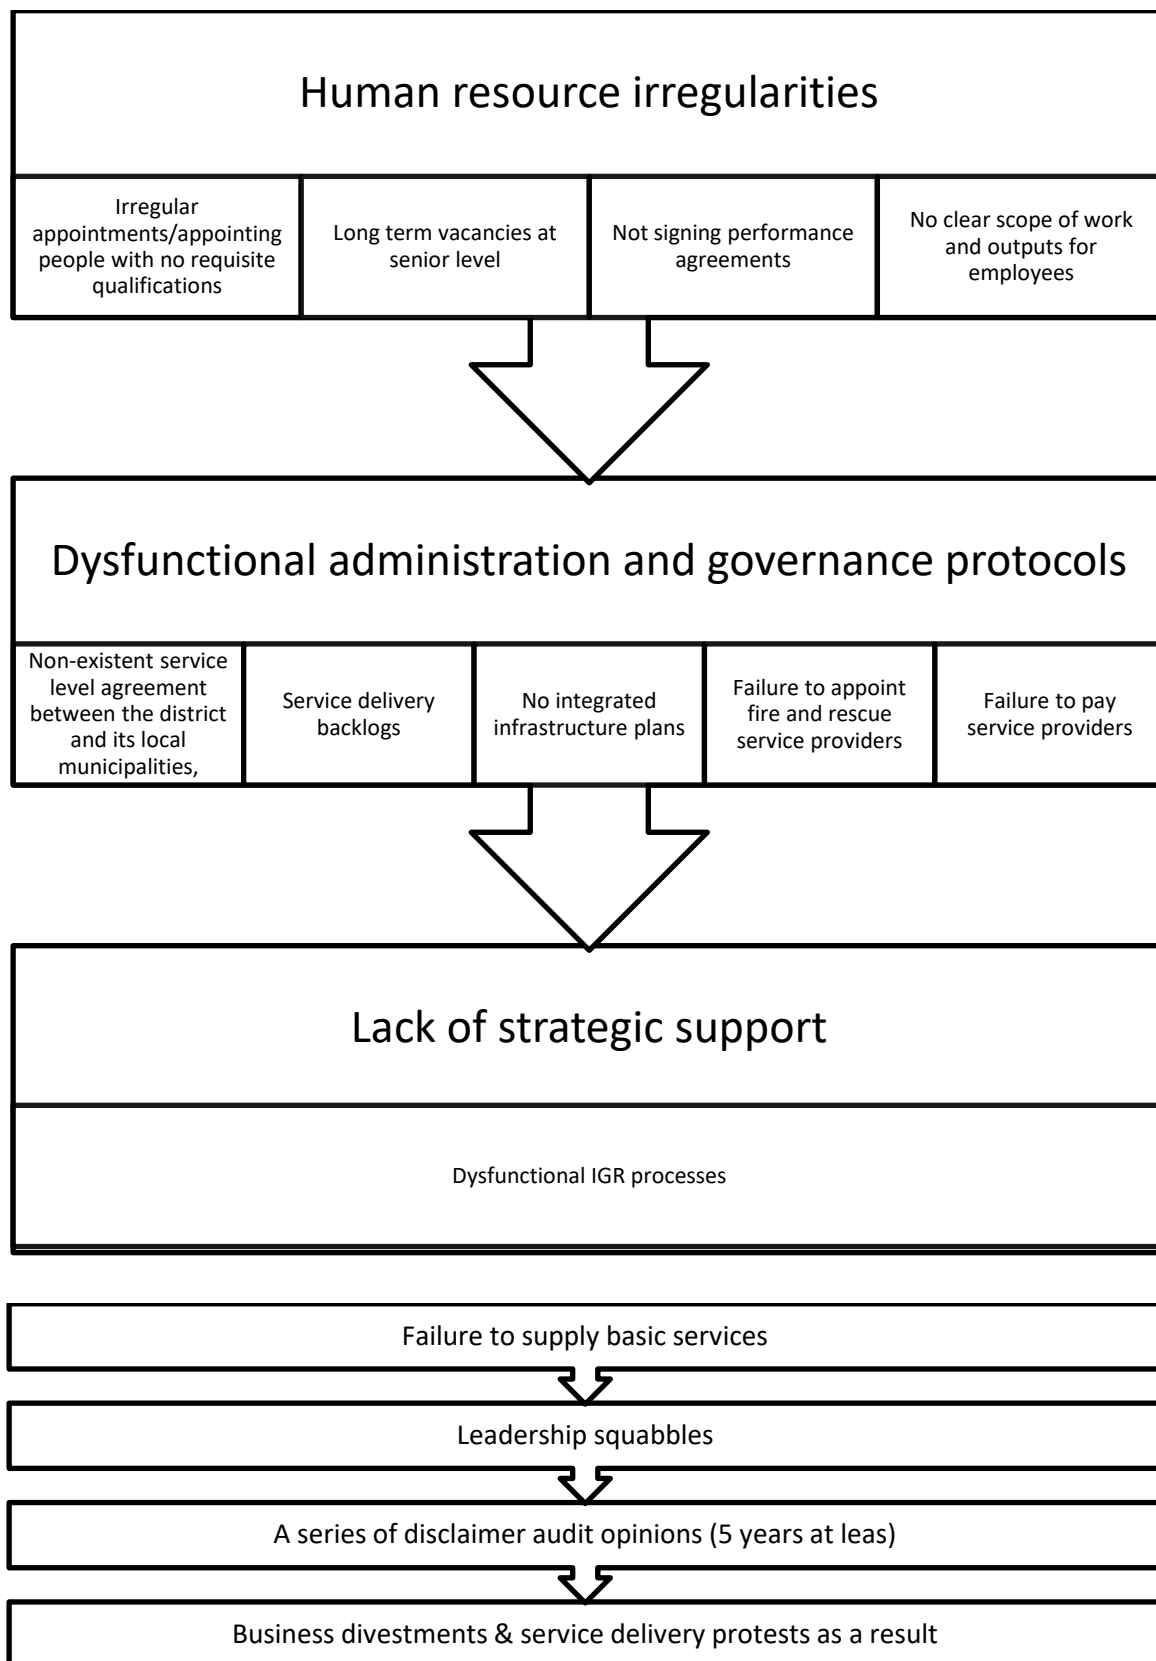 Human resource irregularities
Irregular
appointments/appointing
people with no requisite
qualifications
Long term vacancies at
senior level
Not signing performance
agreements
No clear scope of work
and outputs for
employees
Dysfunctional administration and governance protocols
Non-existent service
level agreement
between the district
and its local
municipalities,
Service delivery
backlogs
No integrated
infrastructure plans
Failure to appoint
fire and rescue
service providers
Failure to pay
service providers
Lack of strategic support
Dysfunctional IGR processes
Failure to supply basic services
Leadership squabbles
A series of disclaimer audit opinions (5 years at leas)
Business divestments & service delivery protests as a result